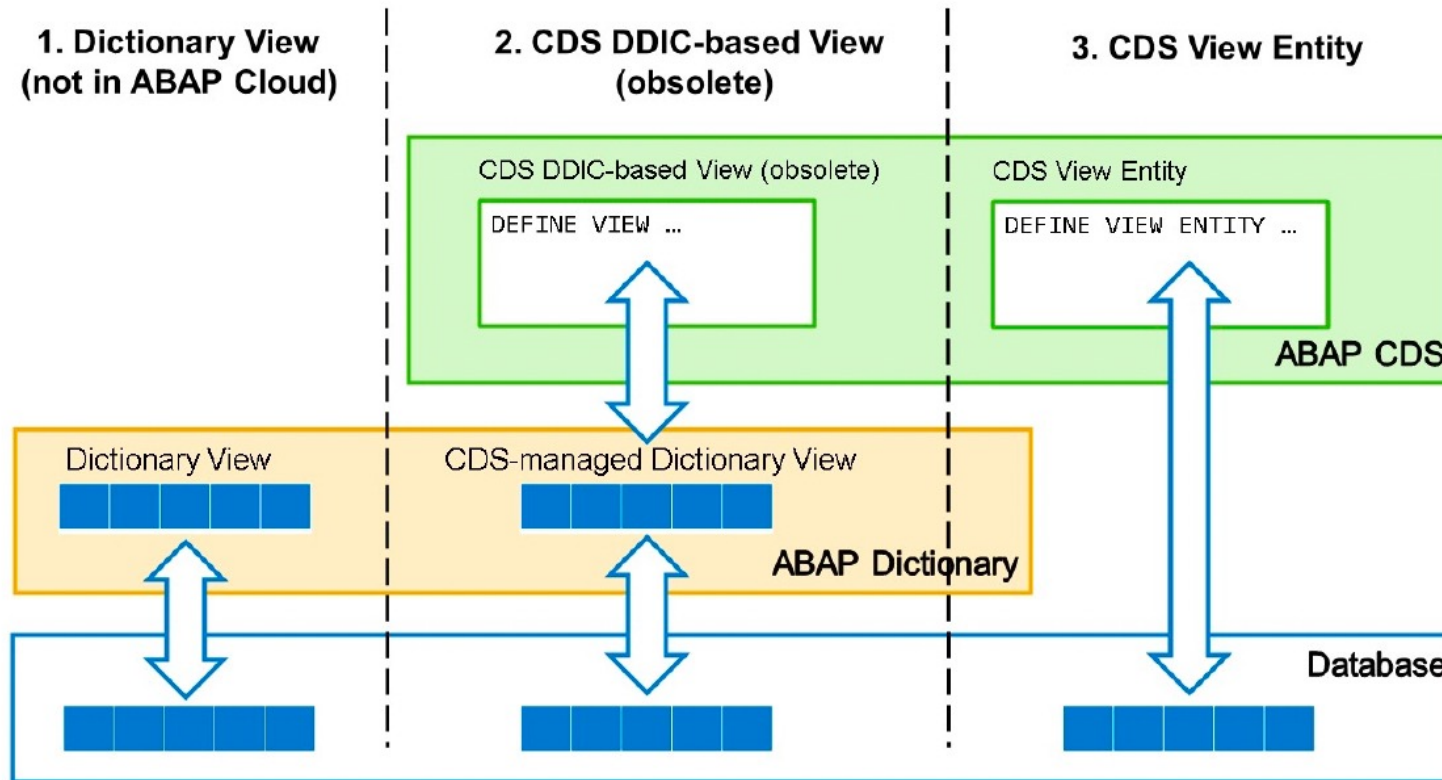 1. Dictionary View
(not in ABAP Cloud)
2. CDS DDIC-based View
(obsolete)
3. CDS View Entity
CDS DDIC-based View (obsolete)
DEFINE VIEW ...
CDS View Entity
DEFINE VIEW ENTITY ...
ABAP CDS
Dictionary View
CDS-managed Dictionary View
ABAP Dictionary
Database